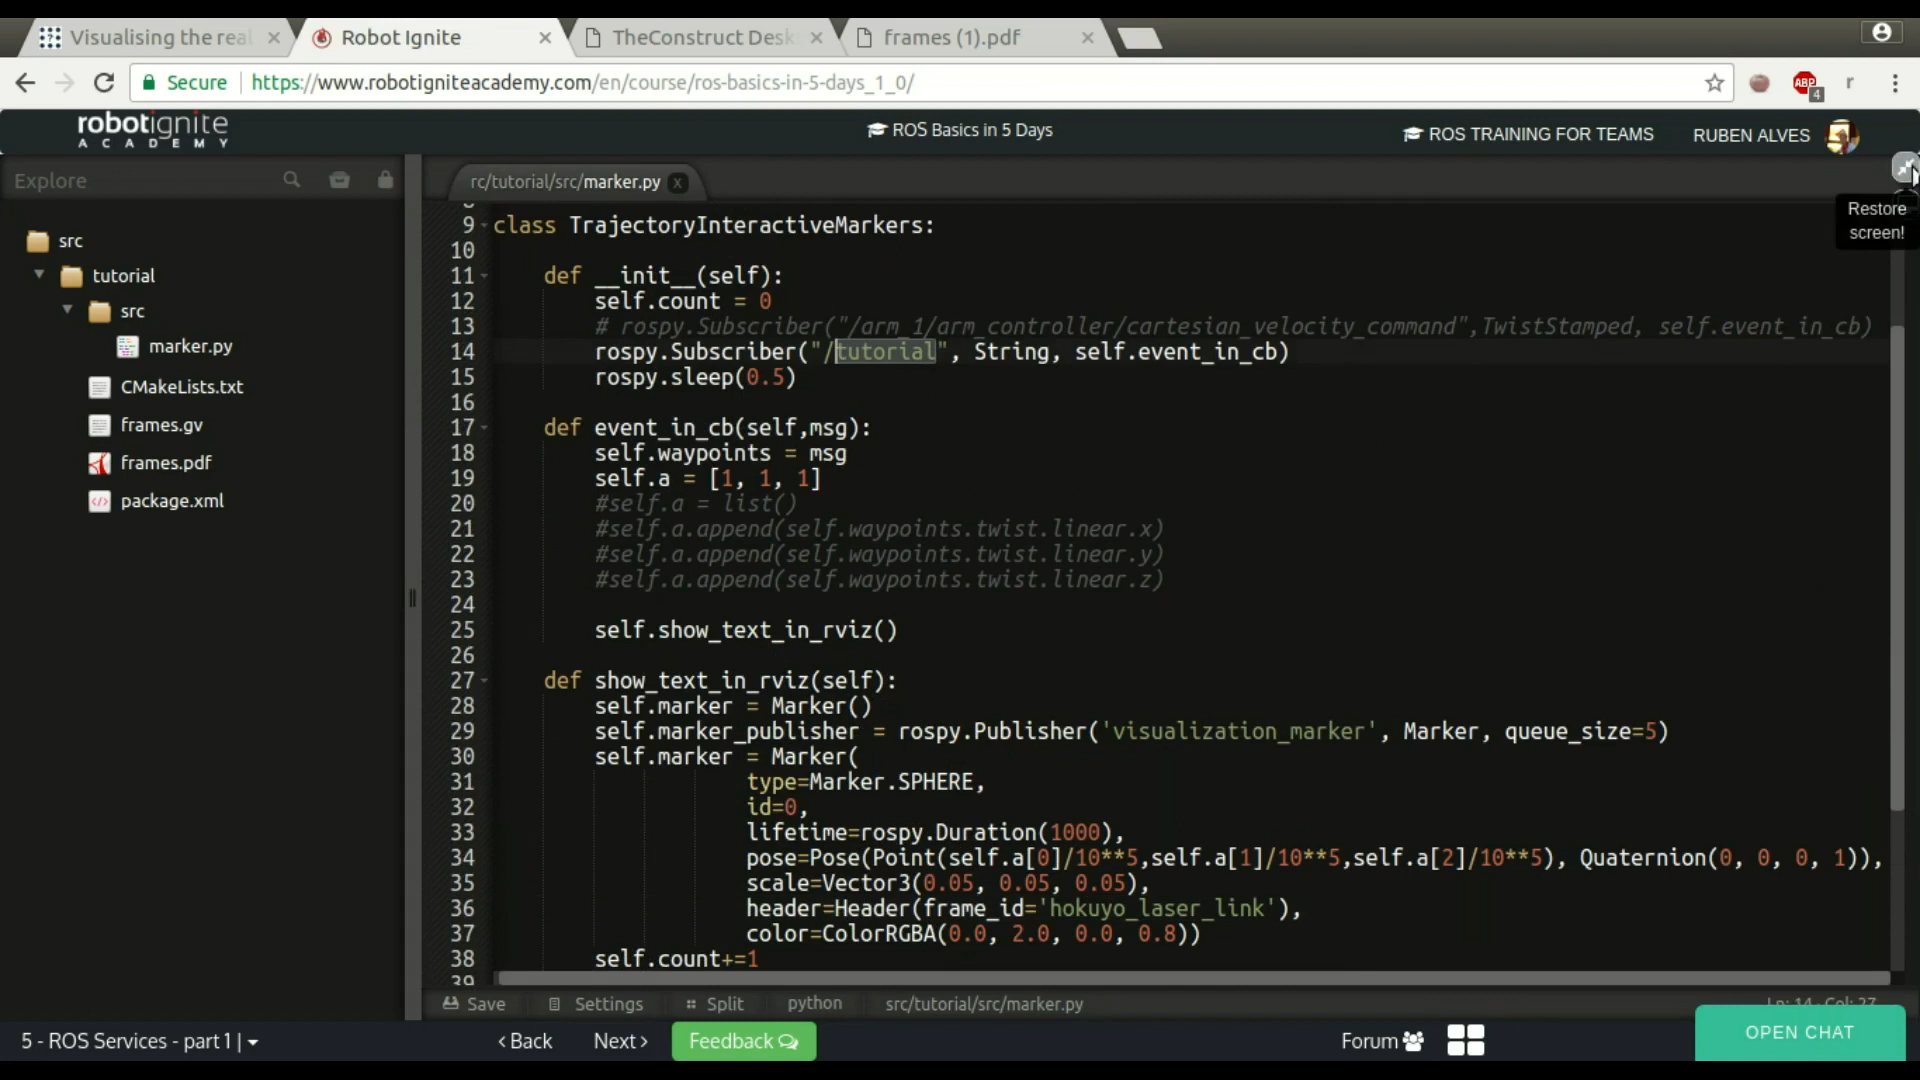 Visualising the rea
Robot Ignite
TheConstruct Desk
frames (1).pdf
Secure
https://www.robotigniteacademy.com/en/course/ros-basics-in-5-days_1_0/
ABP
4
r
robotignite
ACADEMY
ROS Basics in 5 Days
ROS TRAINING FOR TEAMS
RUBEN ALVES
Explore
rc/tutorial/src/marker.py x
Restore
screen!
src
tutorial
src
marker.py
CMakeLists.txt
frames.gv
frames.pdf
package.xml
9 class TrajectoryInteractiveMarkers:
10
11 def __init__(self):
12 self.count = 0
13 # rospy.Subscriber("/arm_1/arm_controller/cartesian_velocity_command",TwistStamped, self.event_in_cb)
14 rospy.Subscriber("/tutorial", String, self.event_in_cb)
15 rospy.sleep(0.5)
16
17 def event_in_cb(self,msg):
18 self.waypoints = msg
19 self.a = [1, 1, 1]
20 #self.a = list()
21 #self.a.append(self.waypoints.twist.linear.x)
22 #self.a.append(self.waypoints.twist.linear.y)
23 #self.a.append(self.waypoints.twist.linear.z)
24
25 self.show_text_in_rviz()
26
27 def show_text_in_rviz(self):
28 self.marker = Marker()
29 self.marker_publisher = rospy.Publisher('visualization_marker', Marker, queue_size=5)
30 self.marker = Marker(
31 type=Marker.SPHERE,
32 id=0,
33 lifetime=rospy.Duration(1000),
34 pose=Pose(Point(self.a[0]/10**5,self.a[1]/10**5,self.a[2]/10**5), Quaternion(0, 0, 0, 1)),
35 scale=Vector3(0.05, 0.05, 0.05),
36 header=Header(frame_id='hokuyo_laser_link'),
37 color=ColorRGBA(0.0, 2.0, 0.0, 0.8))
38 self.count+=1
39
Save
Settings
Split
python
src/tutorial/src/marker.py
Ln: 14 - Col: 27
5 - ROS Services - part 1 |
‹ Back
Next ›
Feedback
Forum
OPEN CHAT